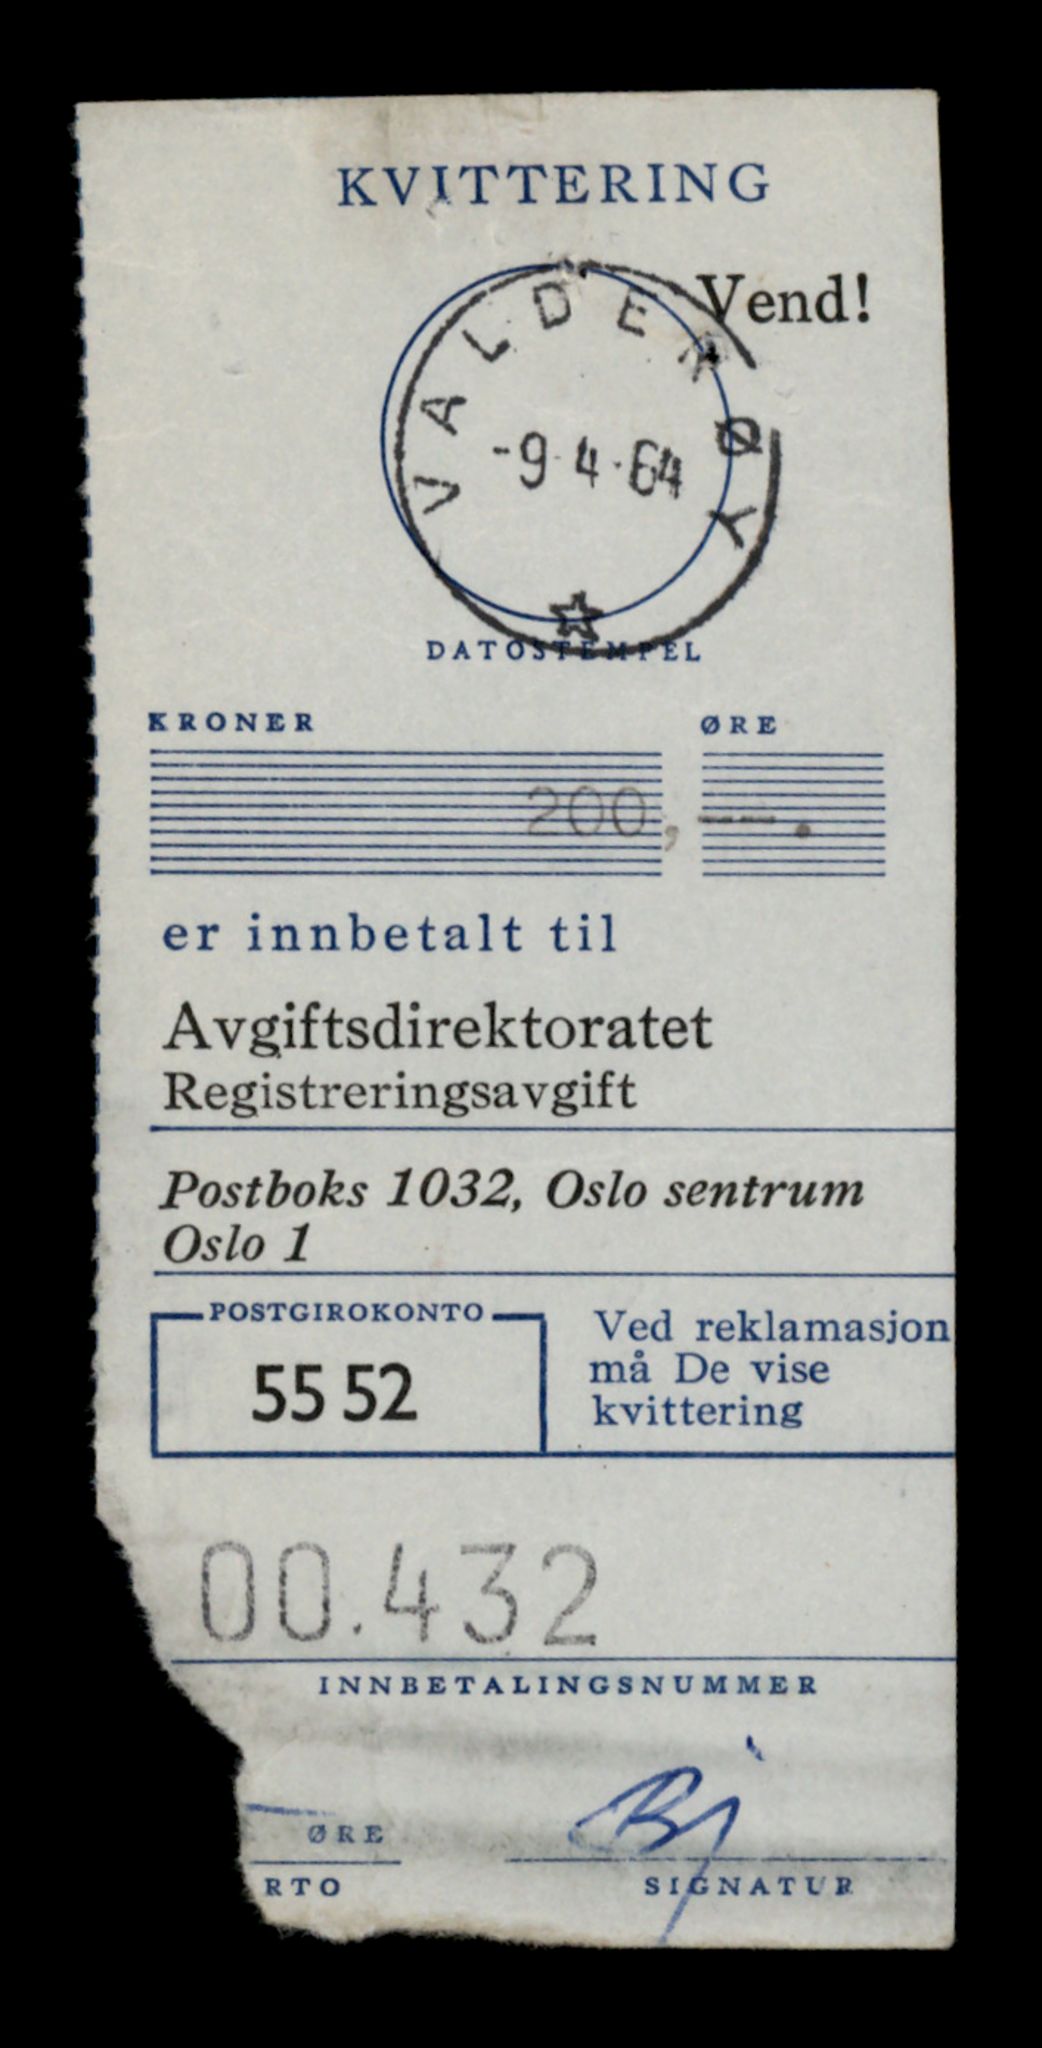 KVITTERING
Vend!
VALDERØY
-9.4.64
DATOSTEMPEL
KRONER ØRE
200,—.
er innbetalt til
Avgiftsdirektoratet
Registreringsavgift
Postboks 1032, Oslo sentrum
Oslo 1
POSTGIROKONTO
55 52
Ved reklamasjon
må De vise
kvittering
00.432
INNBETALINGSNUMMER
Bj
ØRE
RTO
SIGNATUR